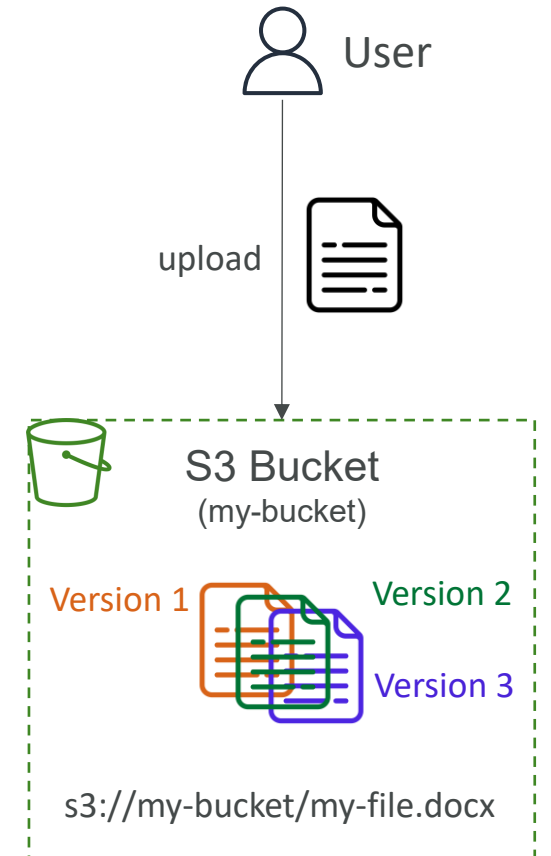 User
upload
S3 Bucket
(my-bucket)
Version 1
Version 2
Version 3
s3://my-bucket/my-file.docx